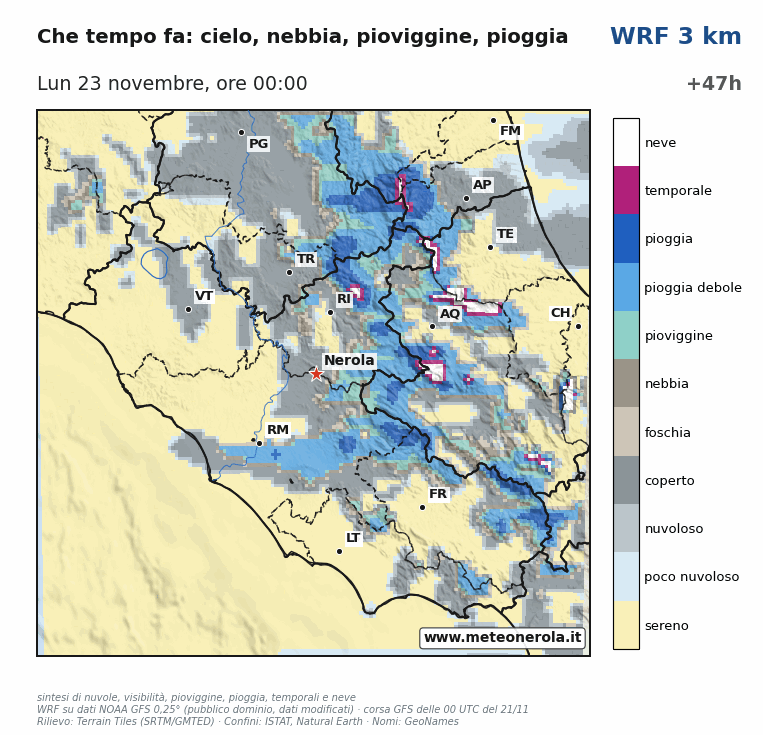 Che tempo fa: cielo, nebbia, pioviggine, pioggia
WRF 3 km
Lun 23 novembre, ore 00:00
+47h
FM
PG
AP
TE
TR
VT
RI
AQ
CH
Nerola
RM
FR
LT
www.meteonerola.it
neve
temporale
pioggia
pioggia debole
pioviggine
nebbia
foschia
coperto
nuvoloso
poco nuvoloso
sereno
sintesi di nuvole, visibilità, pioviggine, pioggia, temporali e neve
WRF su dati NOAA GFS 0,25° (pubblico dominio, dati modificati) · corsa GFS delle 00 UTC del 21/11
Rilievo: Terrain Tiles (SRTM/GMTED) · Confini: ISTAT, Natural Earth · Nomi: GeoNames